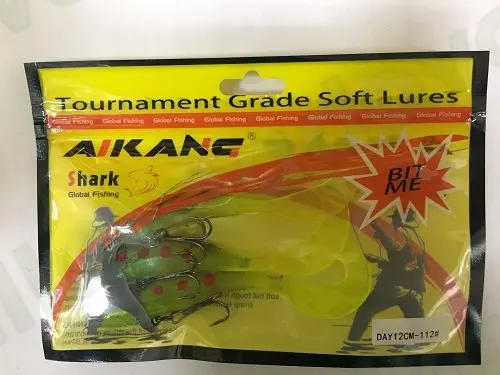 Tournament Grade Soft Lures
Global Fishing Global Fishing Global Fishing Global Fishing Global Fishing Global Fishing Global Fishing
AIKANG®
Shark
Global Fishing
BIT
ME
DAY12CM-112#